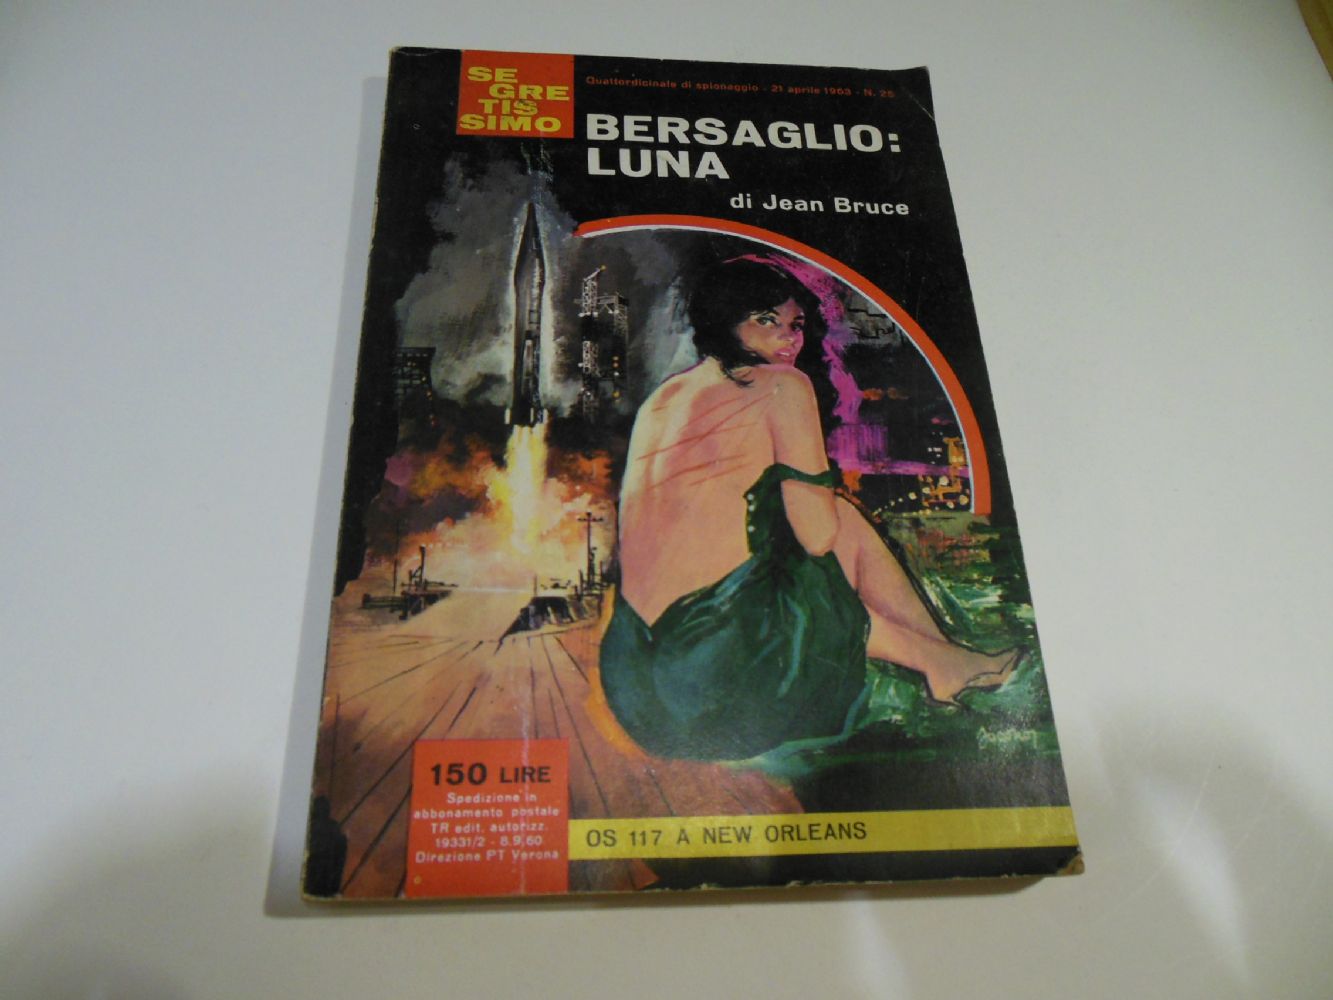 SE
GRE
TIS
SIMO
Quattordicinale di spionaggio - 21 aprile 1963 - N. 25
BERSAGLIO:
LUNA
di Jean Bruce
150 LIRE
Spedizione in
abbonamento postale
TR edit. autorizz.
19331/2 - 8.9.60
Direzione PT Verona
OS 117 A NEW ORLEANS